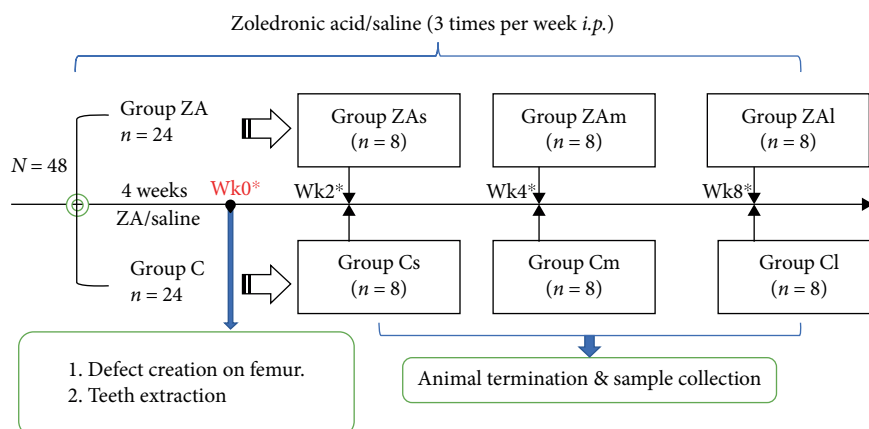 Zoledronic acid/saline (3 times per week i.p.)
Group ZA
n = 24
Group ZAs
(n = 8)
Group ZAm
(n = 8)
Group ZAl
(n = 8)
N = 48
4 weeks
ZA/saline
Wk0*
Wk2*
Wk4*
Wk8*
Group C
n = 24
Group Cs
(n = 8)
Group Cm
(n = 8)
Group Cl
(n = 8)
1. Defect creation on femur.
2. Teeth extraction
Animal termination & sample collection